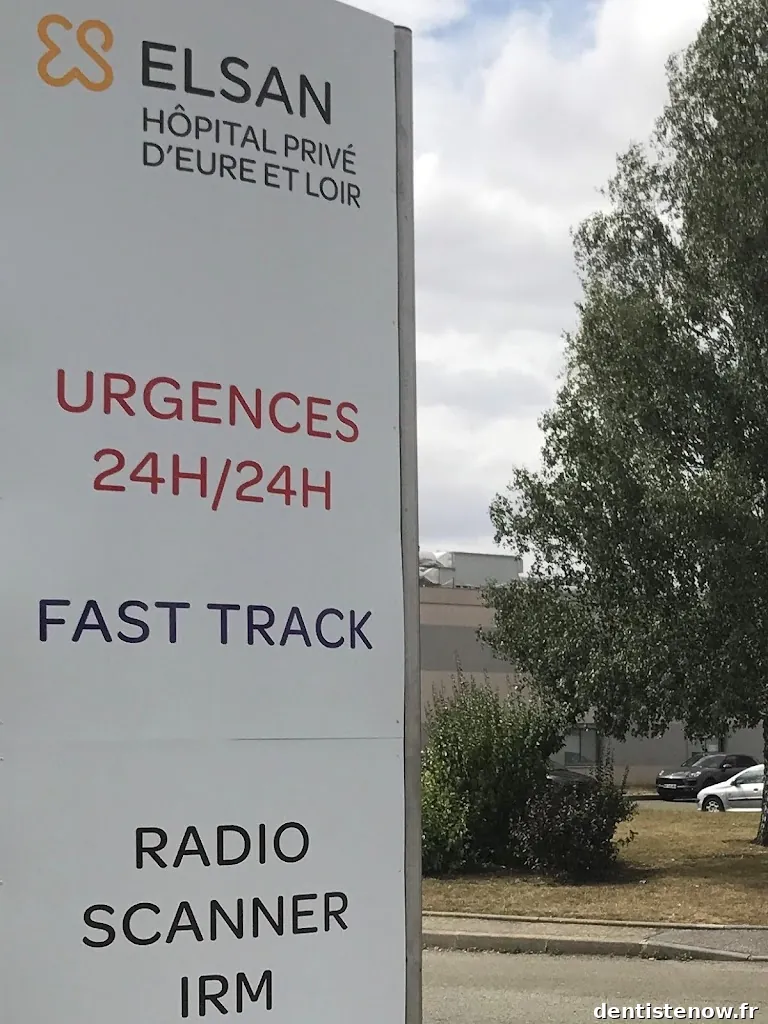 ELSAN
HÔPITAL PRIVÉ
D'EURE ET LOIR
URGENCES
24H/24H
FAST TRACK
RADIO
SCANNER
IRM
dentistenow.fr